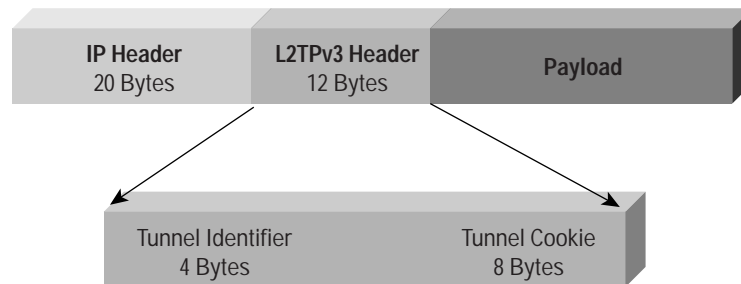 IP Header
20 Bytes
L2TPv3 Header
12 Bytes
Payload
Tunnel Identifier
4 Bytes
Tunnel Cookie
8 Bytes